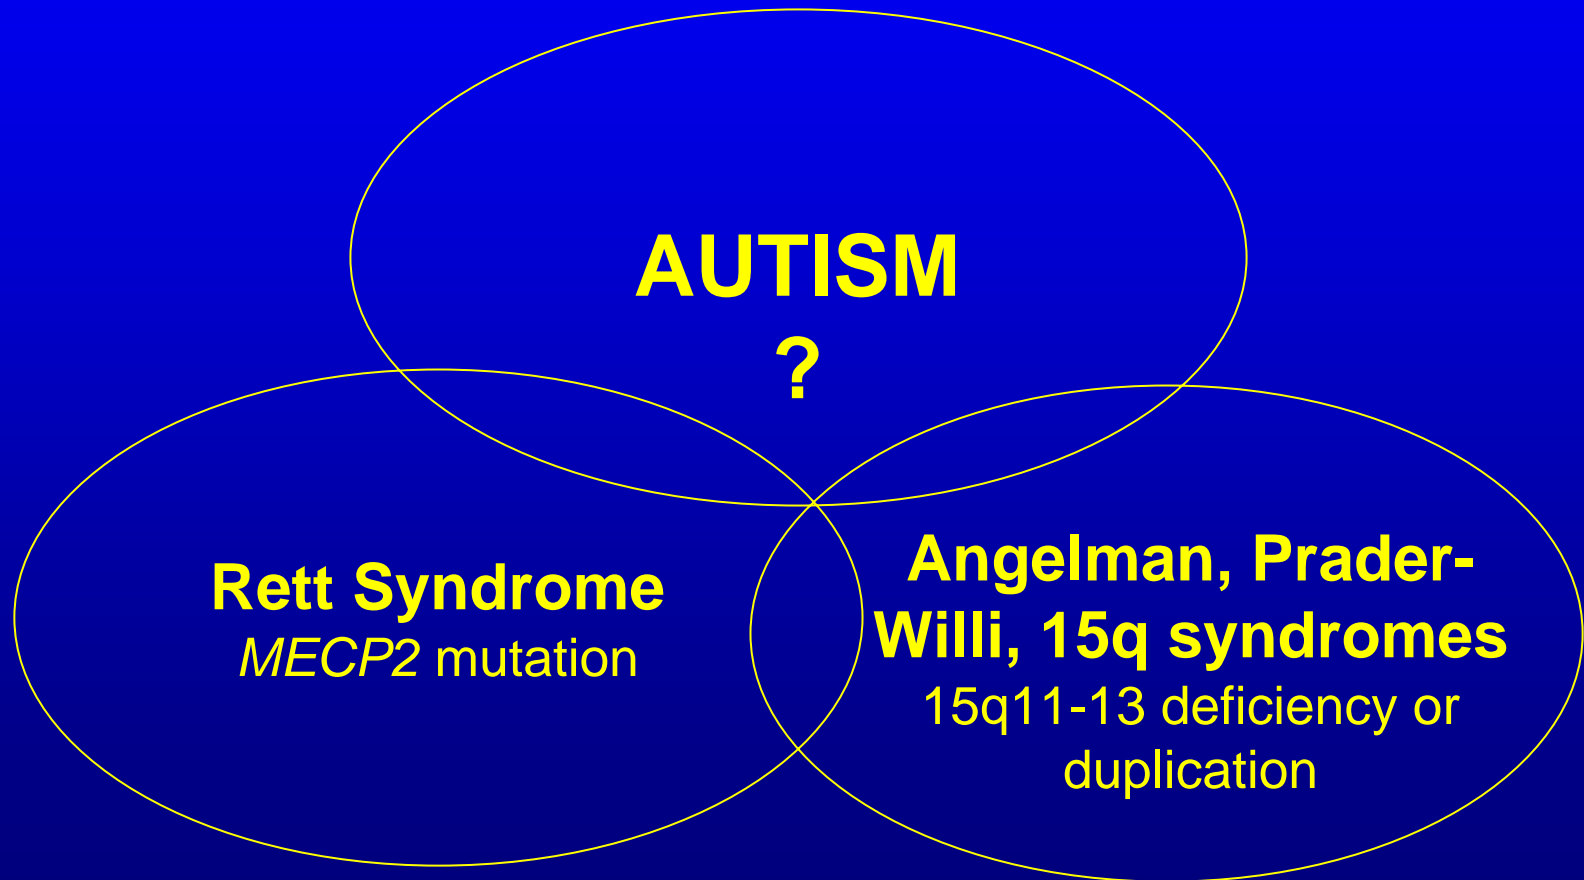 AUTISM
?
Rett Syndrome
MECP2 mutation
Angelman, Prader-
Willi, 15q syndromes
15q11-13 deficiency or
duplication